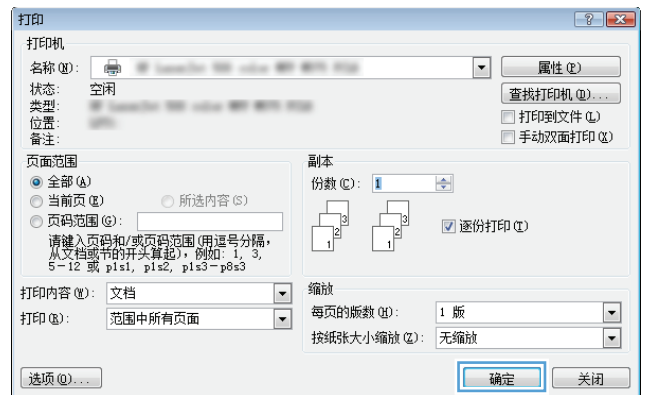 打印
打印机
名称(N):
属性(P)
状态: 空闲
查找打印机(D)...
类型:
位置:
打印到文件(L)
备注:
手动双面打印(X)
页面范围
全部(A)
当前页(E) 所选内容(S)
页码范围(G):
请键入页码和/或页码范围(用逗号分隔，
从文档或节的开头算起)，例如: 1, 3,
5-12 或 p1s1, p1s2, p1s3-p8s3
副本
份数(C): 1
1 2 3 1 2 3
逐份打印(T)
打印内容(W): 文档
打印(R): 范围中所有页面
缩放
每页的版数(H): 1 版
按纸张大小缩放(Z): 无缩放
选项(O)... 确定 关闭